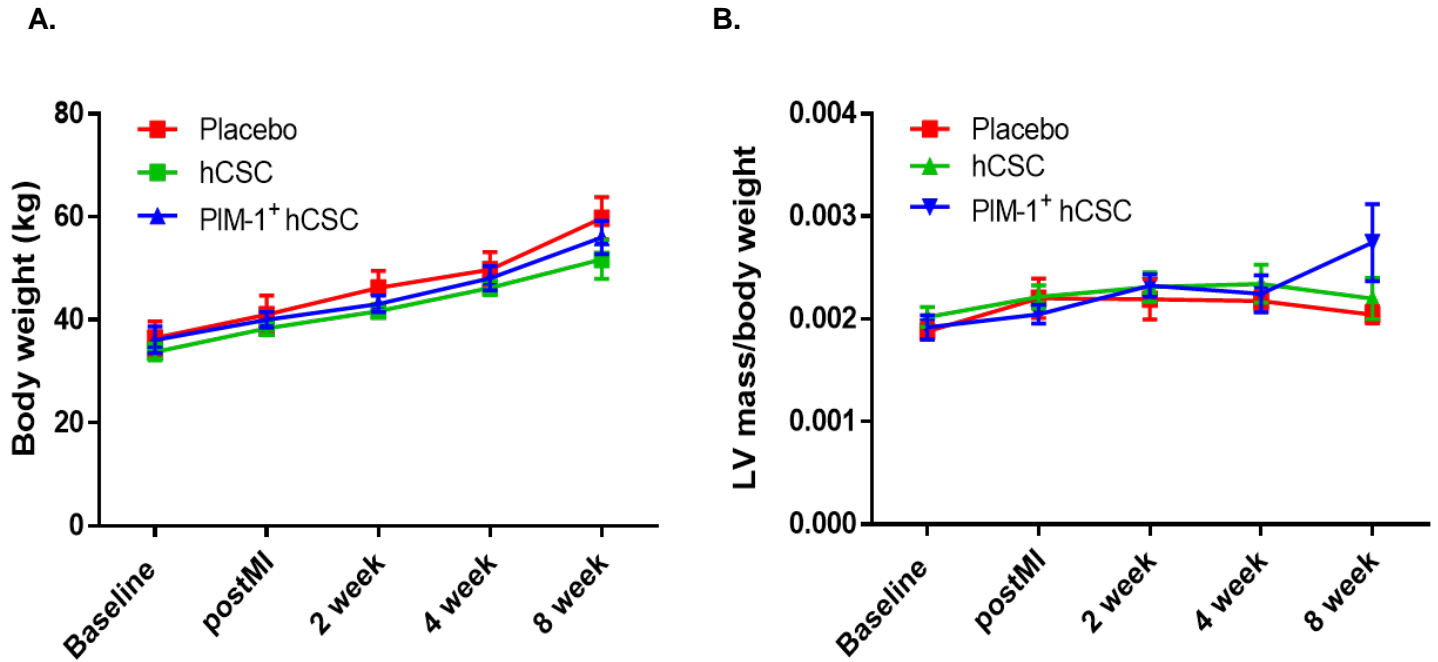 A.
Body weight (kg)
80
60
40
20
0
Placebo
hCSC
PIM-1⁺ hCSC
Baseline
postMI
2 week
4 week
8 week
B.
LV mass/body weight
0.004
0.003
0.002
0.001
0.000
Placebo
hCSC
PIM-1⁺ hCSC
Baseline
postMI
2 week
4 week
8 week